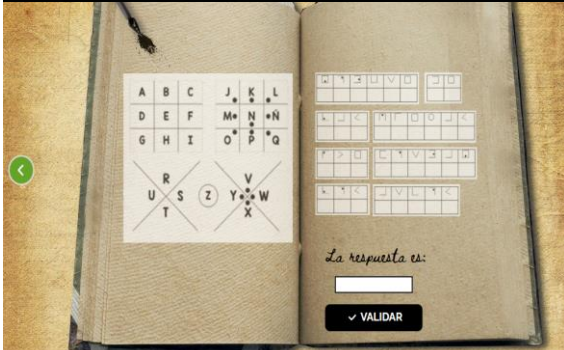 A B C J K L
D E F M N Ñ
G H I O P Q
R V
U S Z Y W
T X
La respuesta es:
✓ VALIDAR